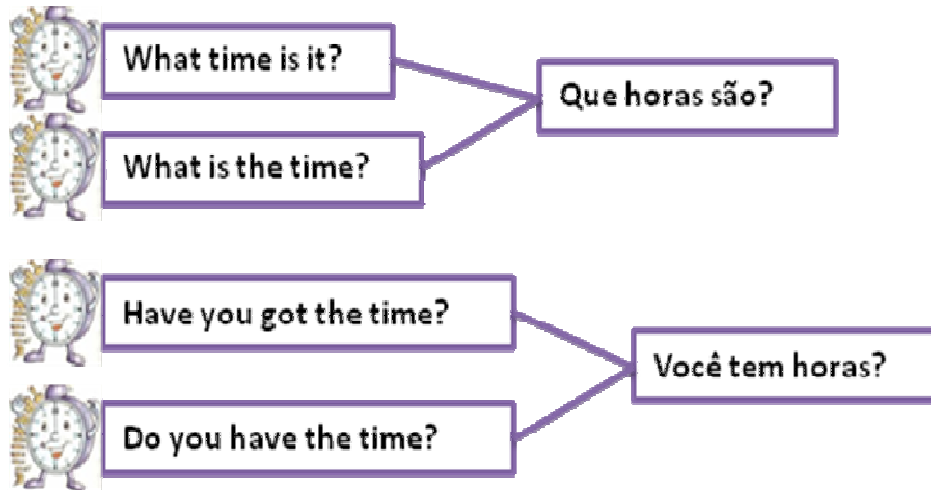 What time is it?
Que horas são?
What is the time?
Have you got the time?
Você tem horas?
Do you have the time?